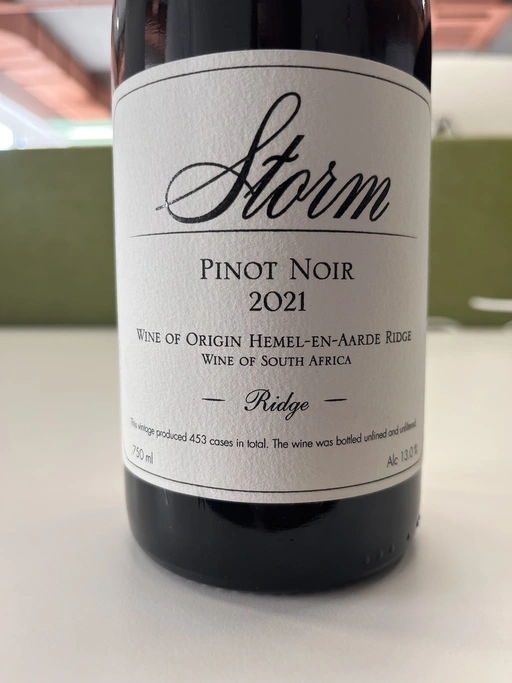 Storm
PINOT NOIR
2021
WINE OF ORIGIN HEMEL-EN-AARDE RIDGE
WINE OF SOUTH AFRICA
— Ridge —
This vintage produced 453 cases in total. The wine was bottled unfined and unfiltered.
750 ml
Alc 13.0%